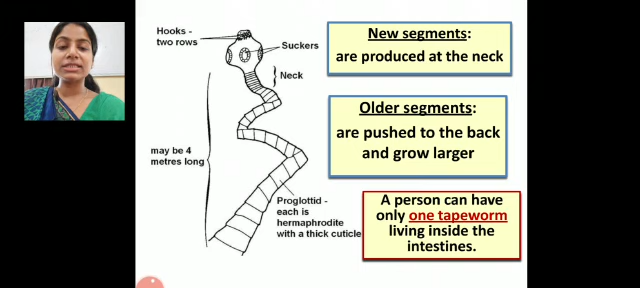 Hooks -
two rows
Suckers
Neck
may be 4
metres long
Proglottid -
each is
hermaphrodite
with a thick cuticle
New segments:
are produced at the neck
Older segments:
are pushed to the back
and grow larger
A person can have
only one tapeworm
living inside the
intestines.